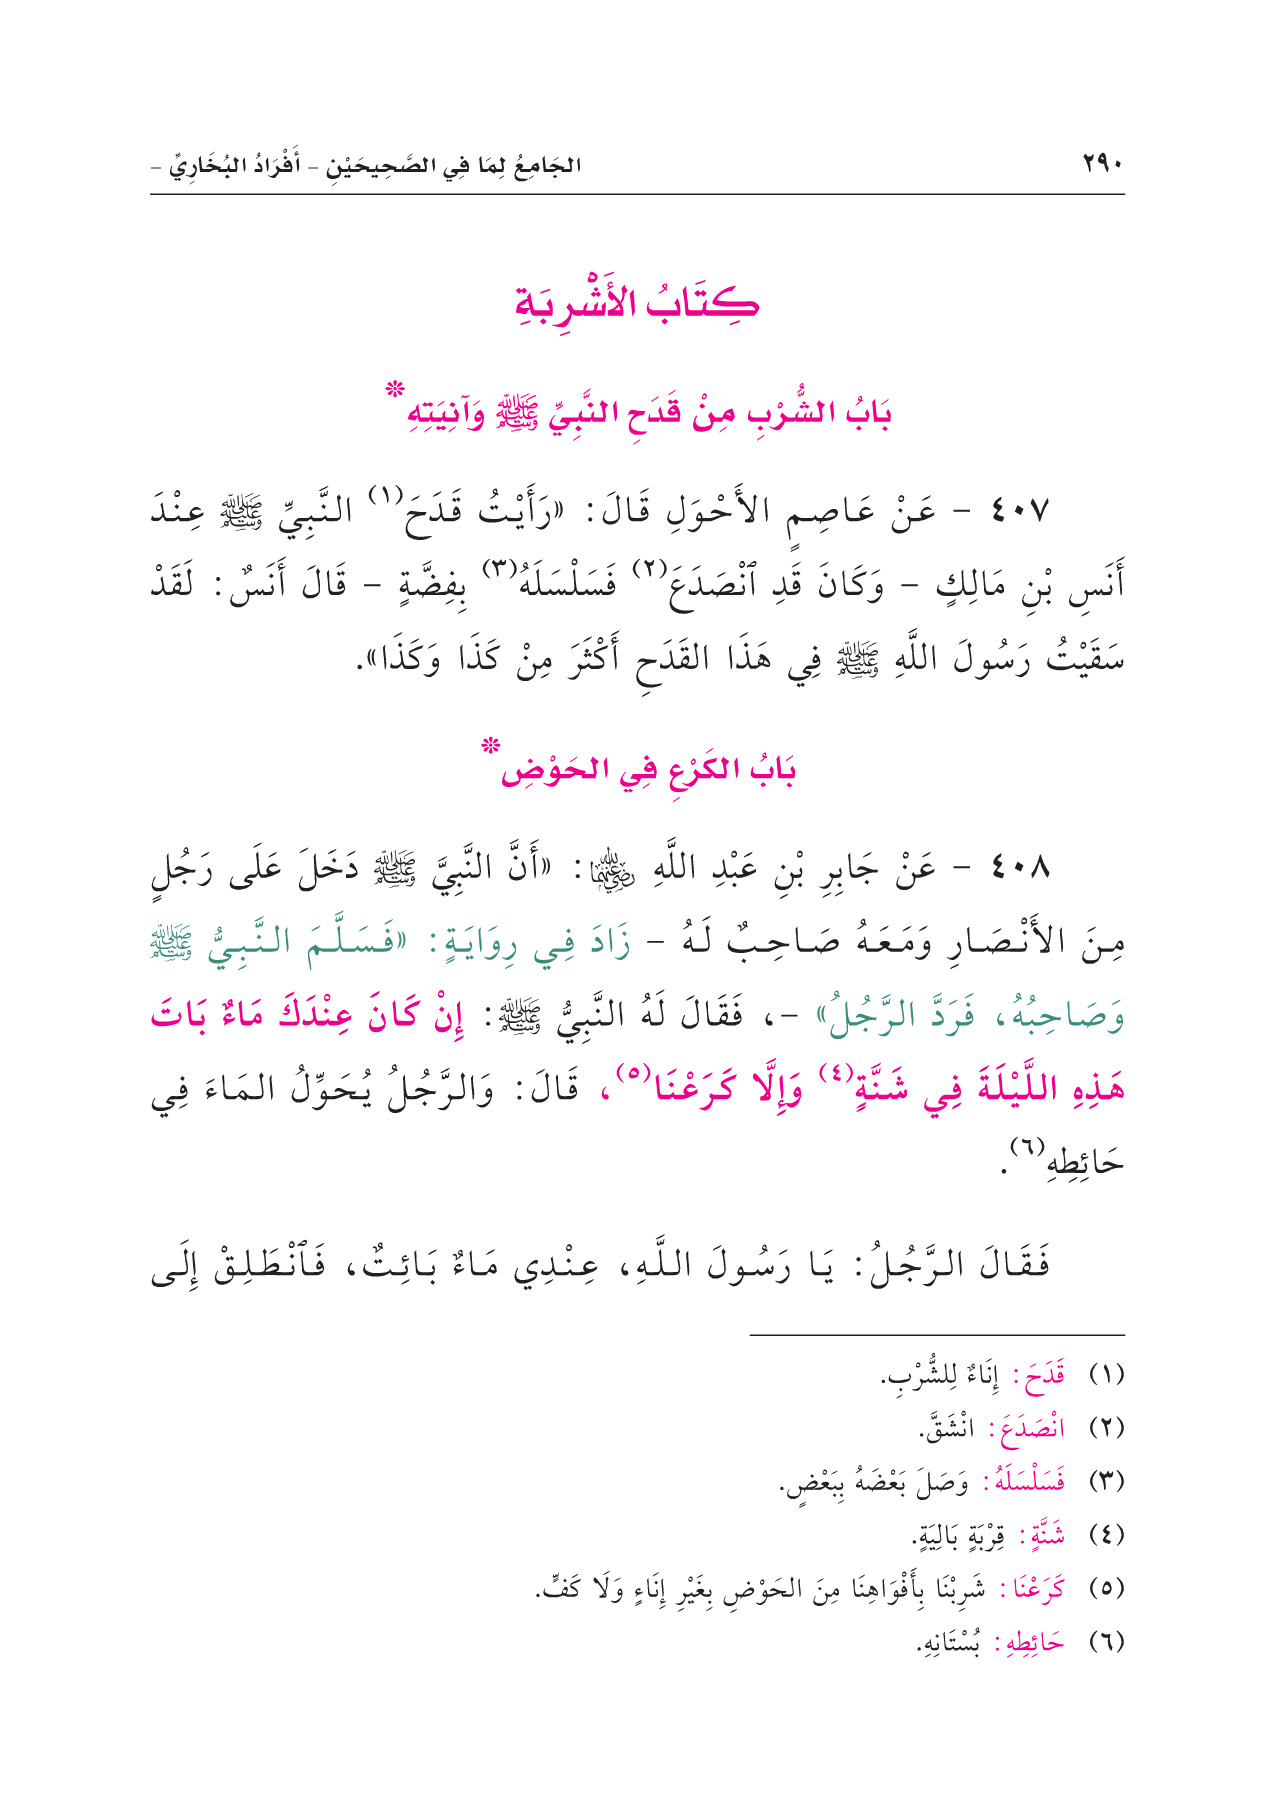 ٢٩٠
الجَامِعُ لِمَا فِي الصَّحِيحَيْنِ – أَفْرَادُ البُخَارِيِّ –
كِتَابُ الأَشْرِبَةِ
بَابُ الشُّرْبِ مِنْ قَدَحِ النَّبِيِّ ﷺ وَآنِيَتِهِ*
٤٠٧ – عَنْ عَاصِمٍ الأَحْوَلِ قَالَ: «رَأَيْتُ قَدَحَ(١) النَّبِيِّ ﷺ عِنْدَ
أَنَسِ بْنِ مَالِكٍ – وَكَانَ قَدِ ٱنْصَدَعَ(٢) فَسَلْسَلَهُ(٣) بِفِضَّةٍ – قَالَ أَنَسٌ: لَقَدْ
سَقَيْتُ رَسُولَ اللَّهِ ﷺ فِي هَذَا القَدَحِ أَكْثَرَ مِنْ كَذَا وَكَذَا».
بَابُ الكَرْعِ فِي الحَوْضِ*
٤٠٨ – عَنْ جَابِرِ بْنِ عَبْدِ اللَّهِ رضي الله عنهما: «أَنَّ النَّبِيَّ ﷺ دَخَلَ عَلَى رَجُلٍ
مِنَ الأَنْصَارِ وَمَعَهُ صَاحِبٌ لَهُ – زَادَ فِي رِوَايَةٍ: «فَسَلَّمَ النَّبِيُّ ﷺ
وَصَاحِبُهُ، فَرَدَّ الرَّجُلُ» –، فَقَالَ لَهُ النَّبِيُّ ﷺ: إِنْ كَانَ عِنْدَكَ مَاءٌ بَاتَ
هَذِهِ اللَّيْلَةَ فِي شَنَّةٍ(٤) وَإِلَّا كَرَعْنَا(٥)، قَالَ: وَالرَّجُلُ يُحَوِّلُ المَاءَ فِي
حَائِطِهِ(٦).
فَقَالَ الرَّجُلُ: يَا رَسُولَ اللَّهِ، عِنْدِي مَاءٌ بَائِتٌ، فَٱنْطَلِقْ إِلَى
(١) قَدَحَ: إِنَاءٌ لِلشُّرْبِ.
(٢) انْصَدَعَ: انْشَقَّ.
(٣) فَسَلْسَلَهُ: وَصَلَ بَعْضَهُ بِبَعْضٍ.
(٤) شَنَّةٍ: قِرْبَةٍ بَالِيَةٍ.
(٥) كَرَعْنَا: شَرِبْنَا بِأَفْوَاهِنَا مِنَ الحَوْضِ بِغَيْرِ إِنَاءٍ وَلَا كَفٍّ.
(٦) حَائِطِهِ: بُسْتَانِهِ.